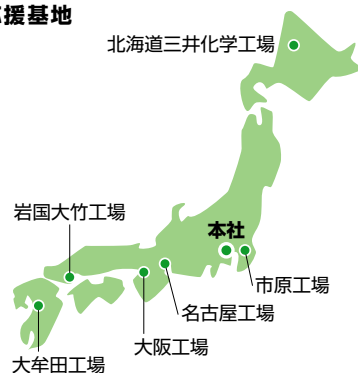 援基地
北海道三井化学工場
岩国大竹工場
本社
市原工場
名古屋工場
大阪工場
大牟田工場